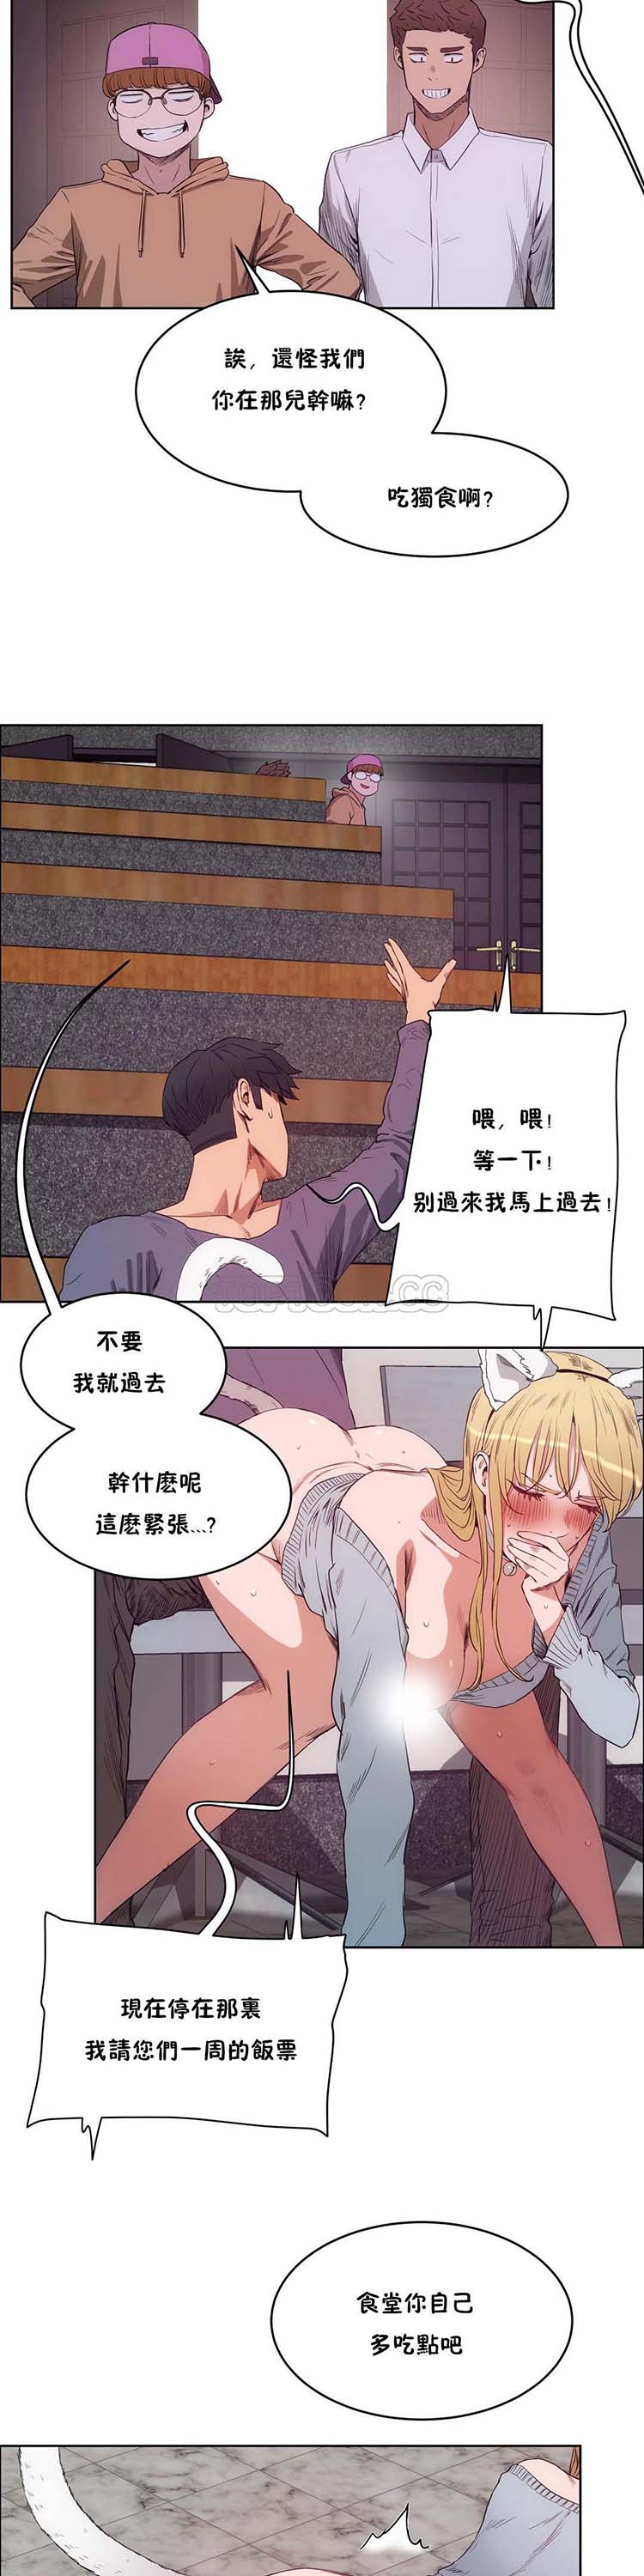 誒，還怪我們
你在那兒幹嘛?
吃獨食啊?
喂，喂!
等一下!
別過來我馬上過去!
不要
我就過去
幹什麽呢
這麽緊張...?
現在停在那裏
我請您們一周的飯票
食堂你自己
多吃點吧